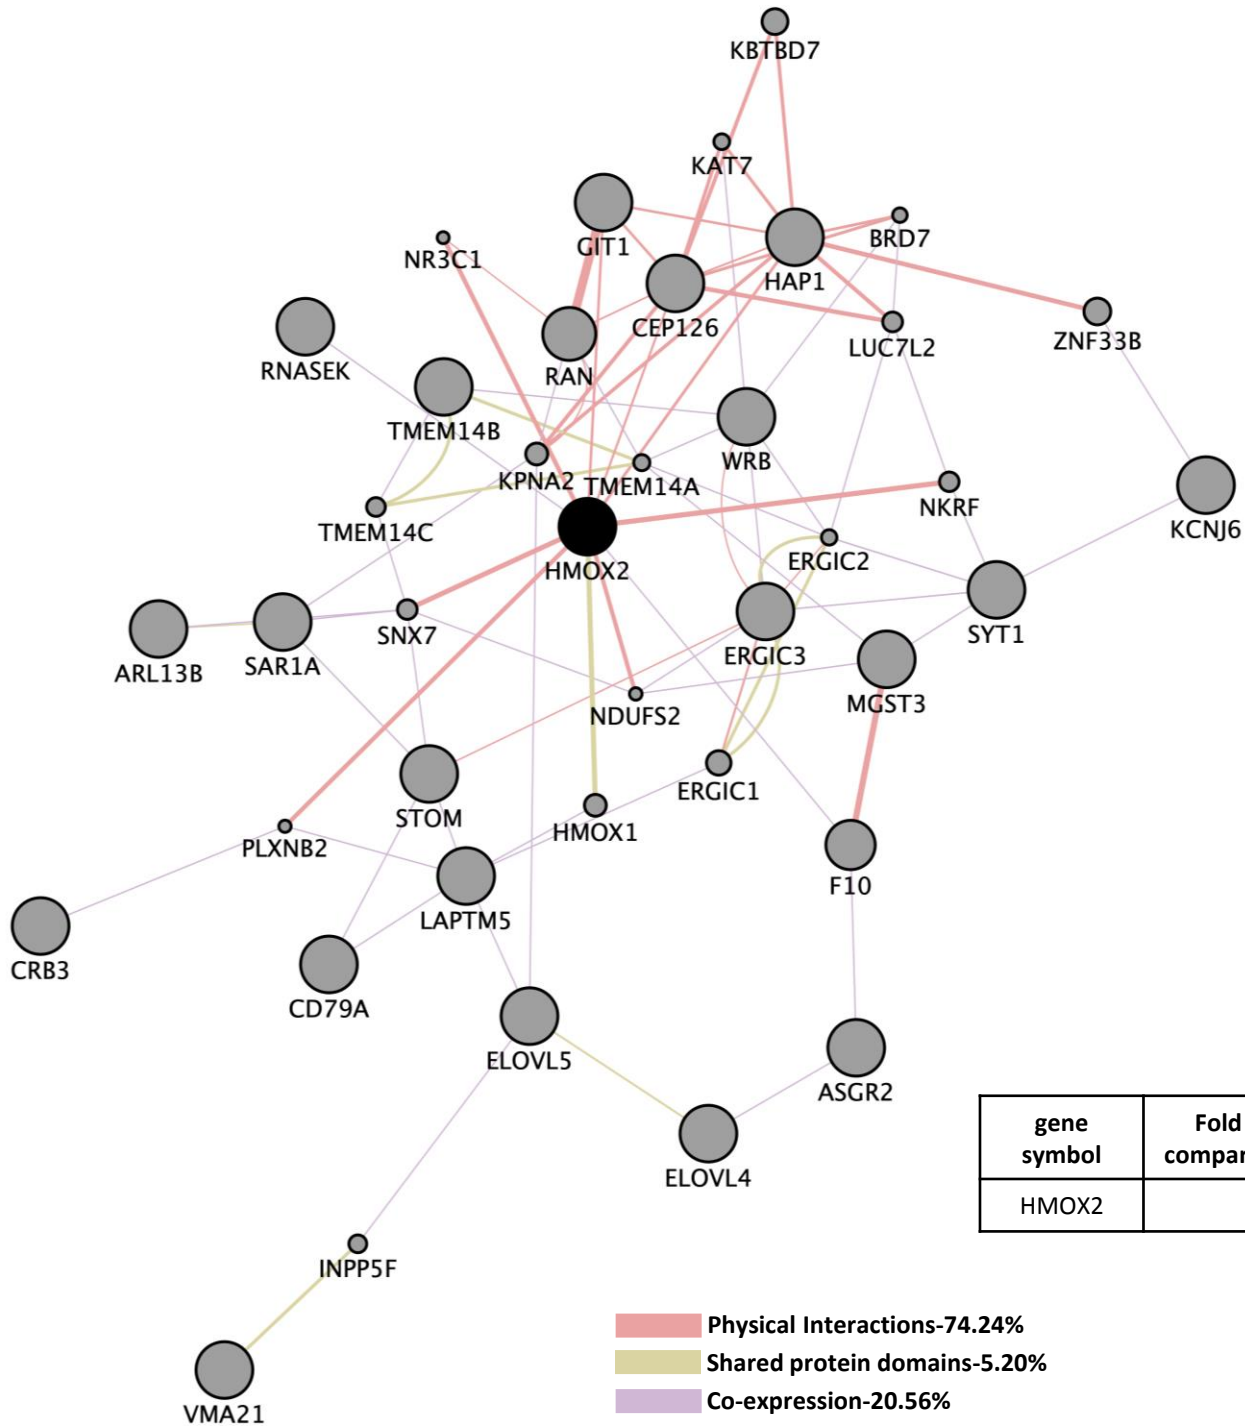 KBTBD7
KAT7
BRD7
GIT1
NR3C1
HAP1
CEP126
ZNF33B
LUC7L2
RNASEK
RAN
TMEM14B
WRB
KPNA2
TMEM14A
NKRF
TMEM14C
KCNJ6
HMOX2
ERGIC2
SYT1
SNX7
ARL13B
SAR1A
ERGIC3
MGST3
NDUFS2
ERGIC1
STOM
HMOX1
PLXNB2
F10
LAPTM5
CRB3
CD79A
ELOVL5
ASGR2
ELOVL4
gene symbol
Fold
HMOX2
INPP5F
VMA21
Physical Interactions-74.24%
Shared protein domains-5.20%
Co-expression-20.56%